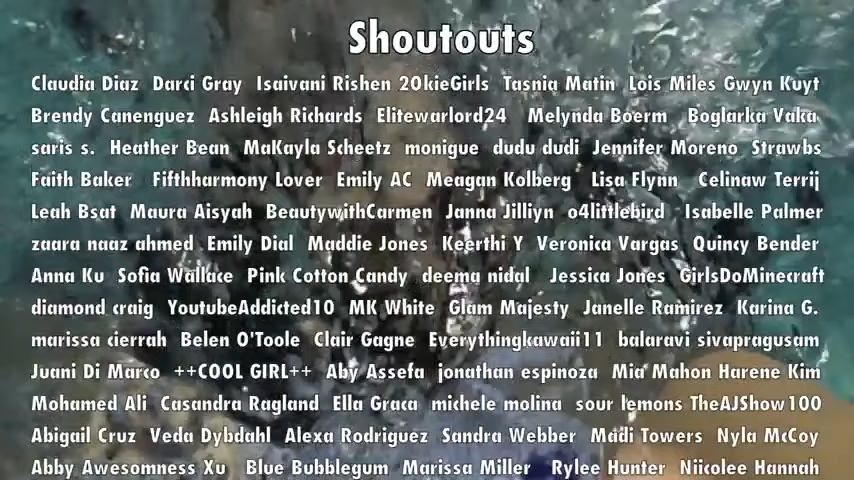 Shoutouts
Claudia Diaz Darci Gray Isaivani Rishen 20kieGirls Tasnia Matin Lois Miles Gwyn Kuyt
Brendy Canenguez Ashleigh Richards Elitewarlord24 Melynda Boerm Boglarka Vaka
saris s. Heather Bean MaKayla Scheetz monigue dudu dudi Jennifer Moreno Strawbs
Faith Baker Fifthharmony Lover Emily AC Meagan Kolberg Lisa Flynn Celinaw Terrij
Leah Bsat Maura Aisyah BeautywithCarmen Janna Jilliyn o4littlebird Isabelle Palmer
zaara naaz ahmed Emily Dial Maddie Jones Keerthi Y Veronica Vargas Quincy Bender
Anna Ku Sofia Wallace Pink Cotton Candy deema nidal Jessica Jones GirlsDoMinecraft
diamond craig YoutubeAddicted10 MK White Glam Majesty Janelle Ramirez Karina G.
marissa cierrah Belen O'Toole Clair Gagne Everythingkawaii11 balaravi sivapragusam
Juani Di Marco ++COOL GIRL++ Aby Assefa jonathan espinoza Mia Mahon Harene Kim
Mohamed Ali Casandra Ragland Ella Graca michele molina sour lemons TheAJShow100
Abigail Cruz Veda Dybdahl Alexa Rodriguez Sandra Webber Madi Towers Nyla McCoy
Abby Awesomness Xu Blue Bubblegum Marissa Miller Rylee Hunter Niicolee Hannah